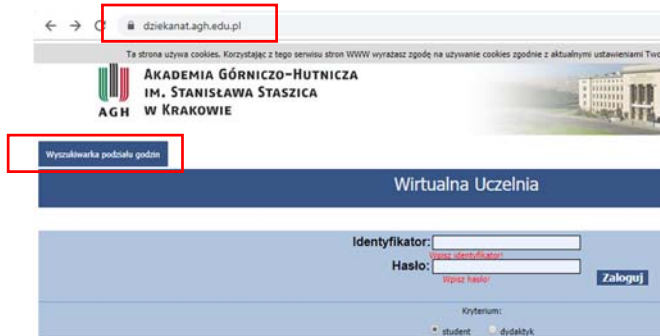 dziekanat.agh.edu.pl
Ta strona używa cookies. Korzystając z tego serwisu stron WWW wyrażasz zgodę na używanie cookies zgodnie z aktualnymi ustawieniami Two
AKADEMIA GÓRNICZO-HUTNICZA
IM. STANISŁAWA STASZICA
AGH W KRAKOWIE
Wyszukiwarka podziału godzin
Wirtualna Uczelnia
Identyfikator:
Wpisz identyfikator!
Hasło:
Wpisz hasło!
Zaloguj
Kryterium:
student dydaktyk